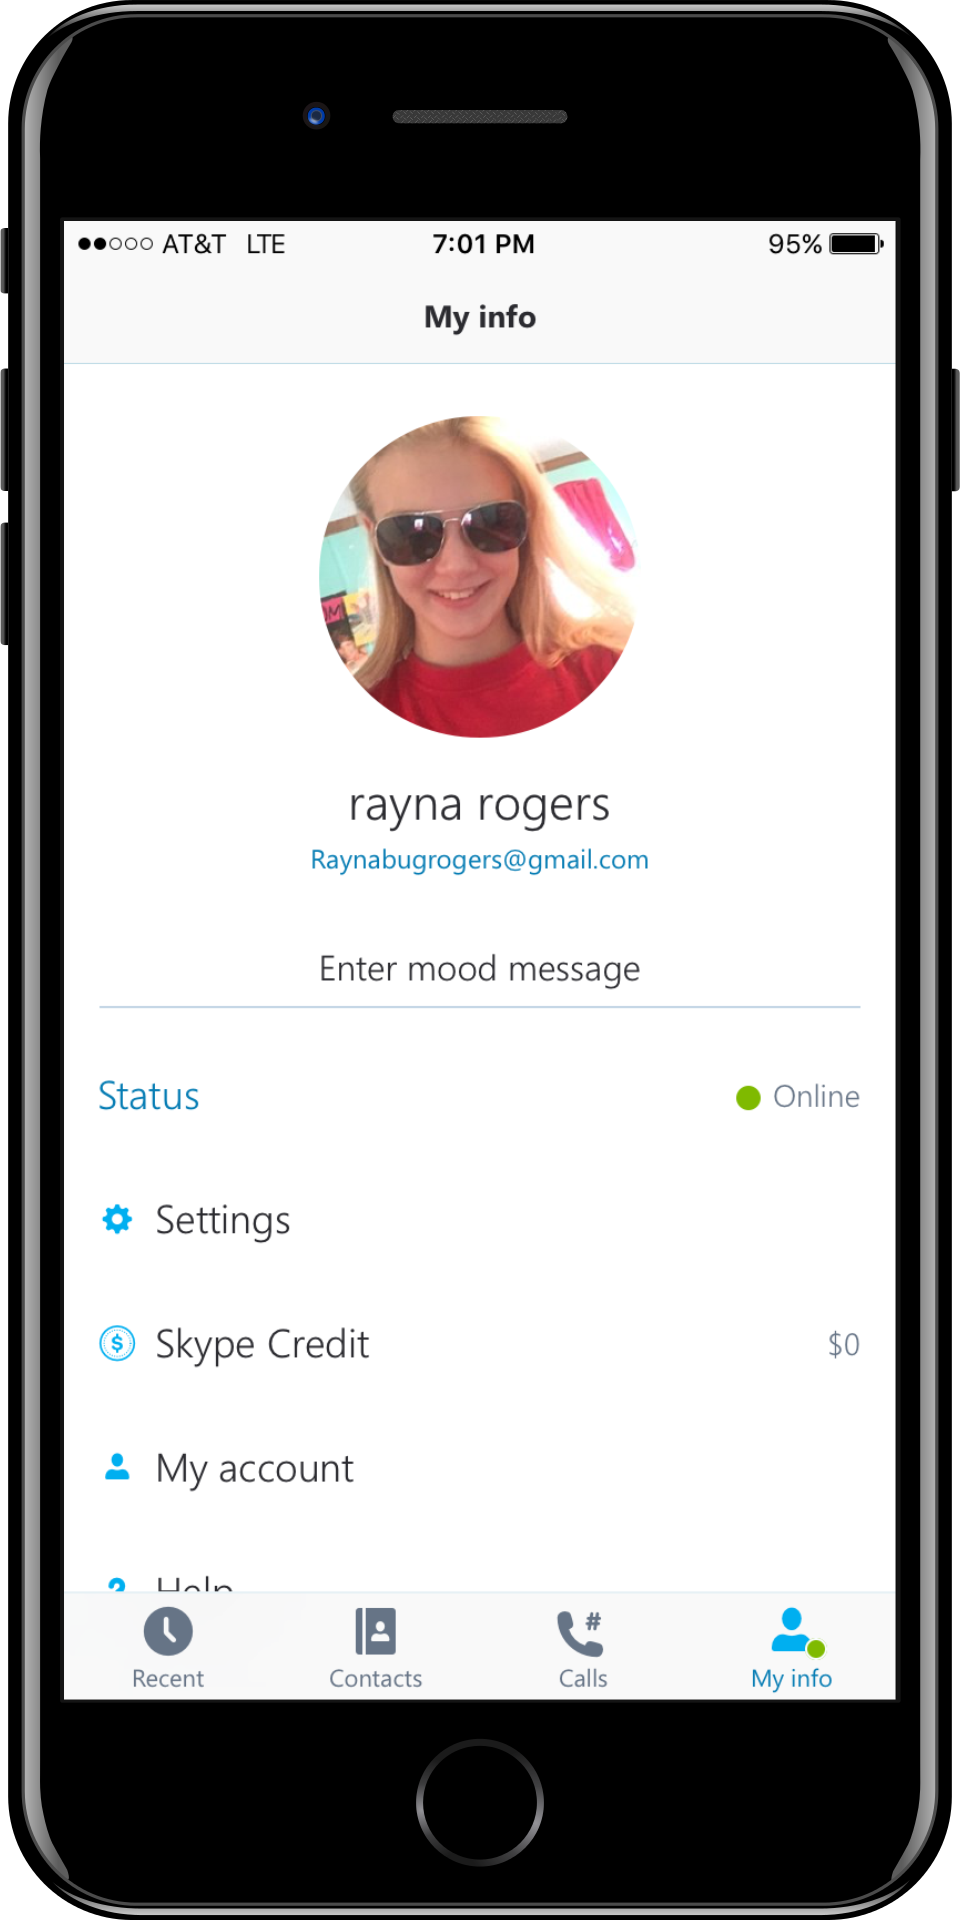 AT&T LTE 7:01 PM 95%
My info
rayna rogers
Raynabugrogers@gmail.com
Enter mood message
Status Online
Settings
Skype Credit $0
My account
Help
#
Recent Contacts Calls My info